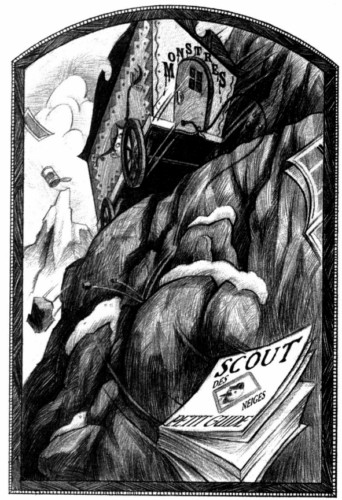 MONSTRES
SCOUT
DES
NEIGES
PETIT GUIDE